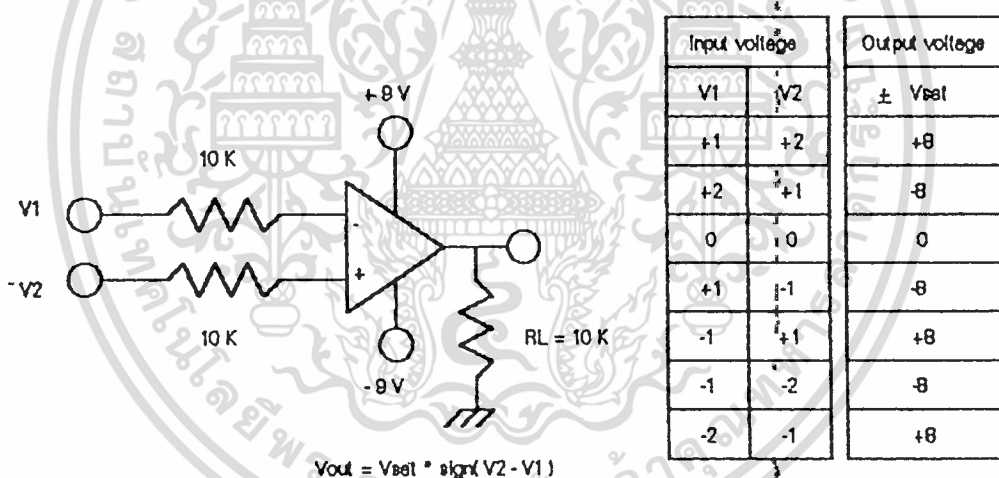 +9 V
10 K
V1
-
V2
+
10 K
RL = 10 K
-9 V
Vout = Vsat * sign( V2 - V1 )
Input voltage Output voltage
V1 V2 ± Vsat
+1 +2 +8
+2 +1 -8
0 0 0
+1 -1 -8
-1 +1 +8
-1 -2 -8
-2 -1 +8